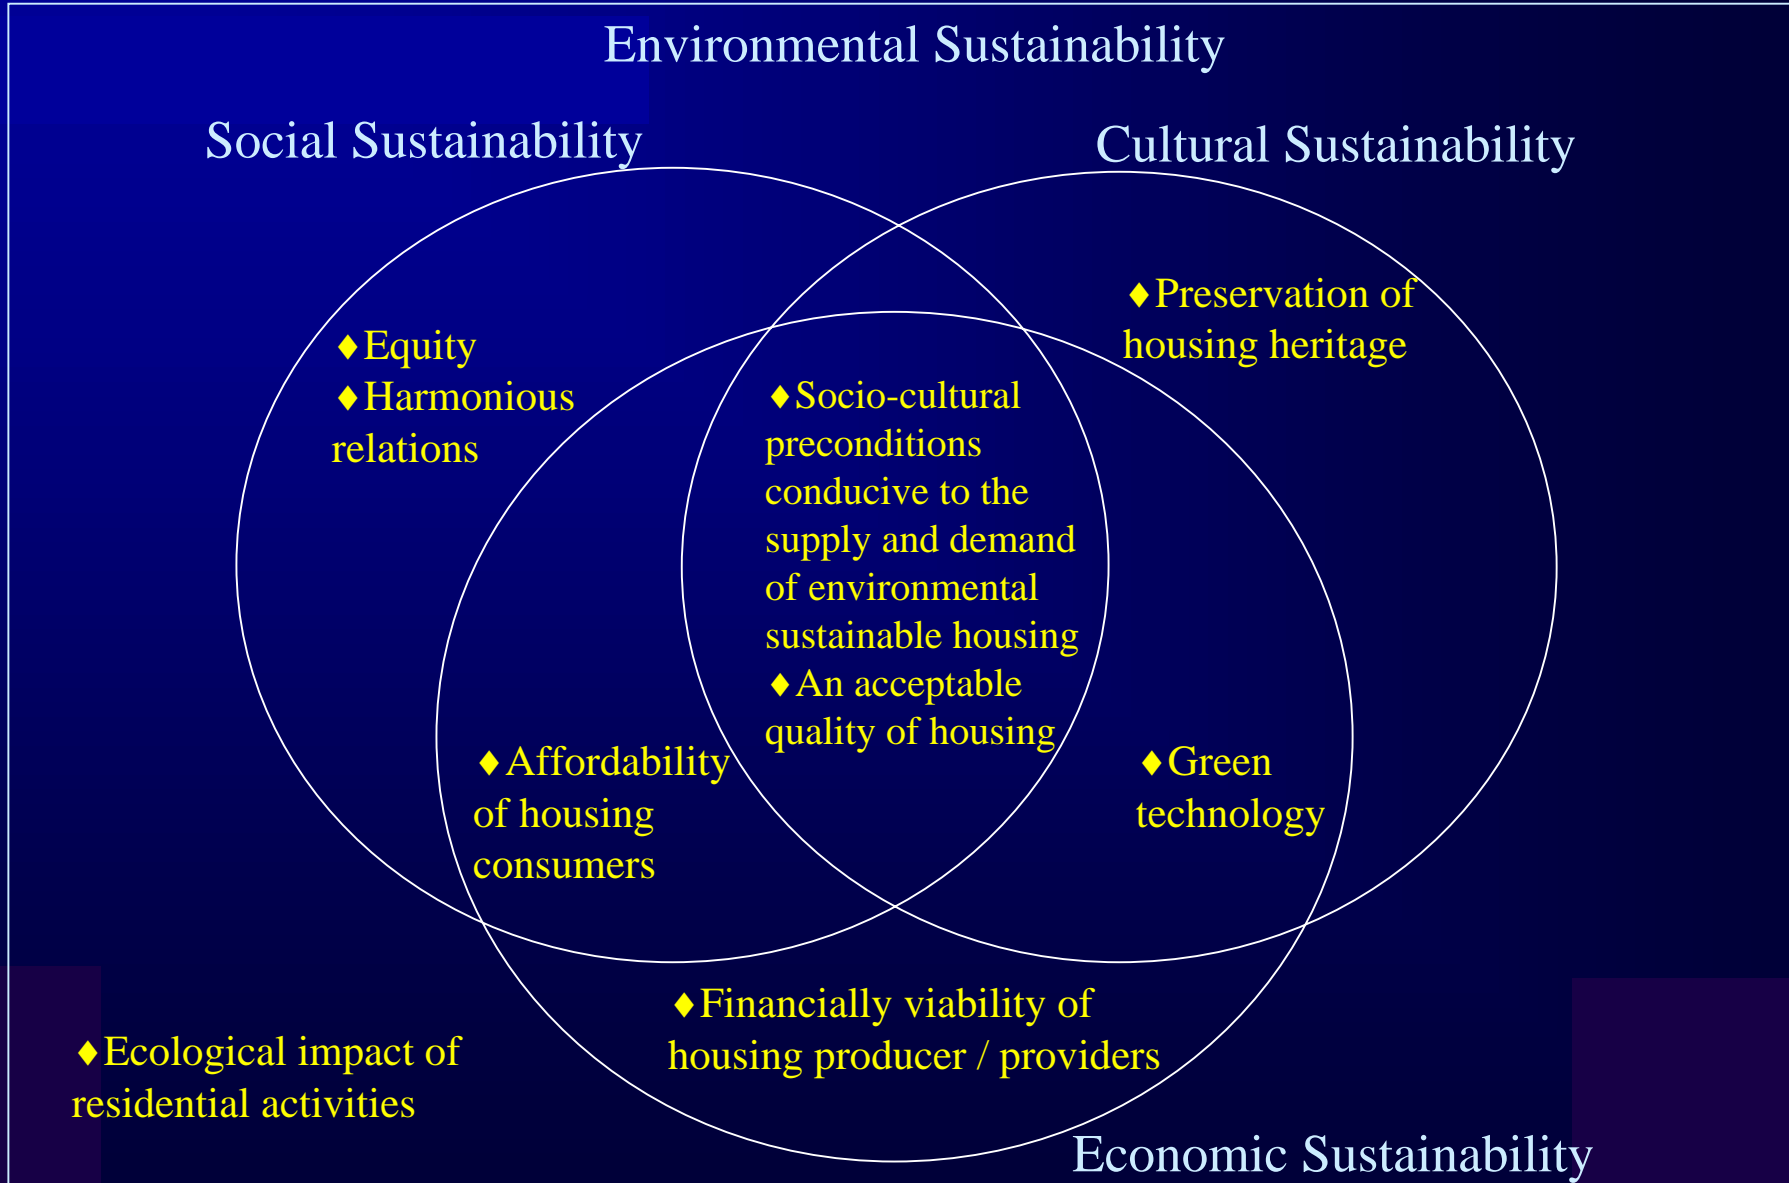 Environmental Sustainability
Social Sustainability
Cultural Sustainability
♦Preservation of
housing heritage
♦Equity
♦Harmonious
relations
♦Socio-cultural
preconditions
conducive to the
supply and demand
of environmental
sustainable housing
♦An acceptable
quality of housing
♦Affordability
of housing
consumers
♦Green
technology
♦Financially viability of
housing producer / providers
♦Ecological impact of
residential activities
Economic Sustainability